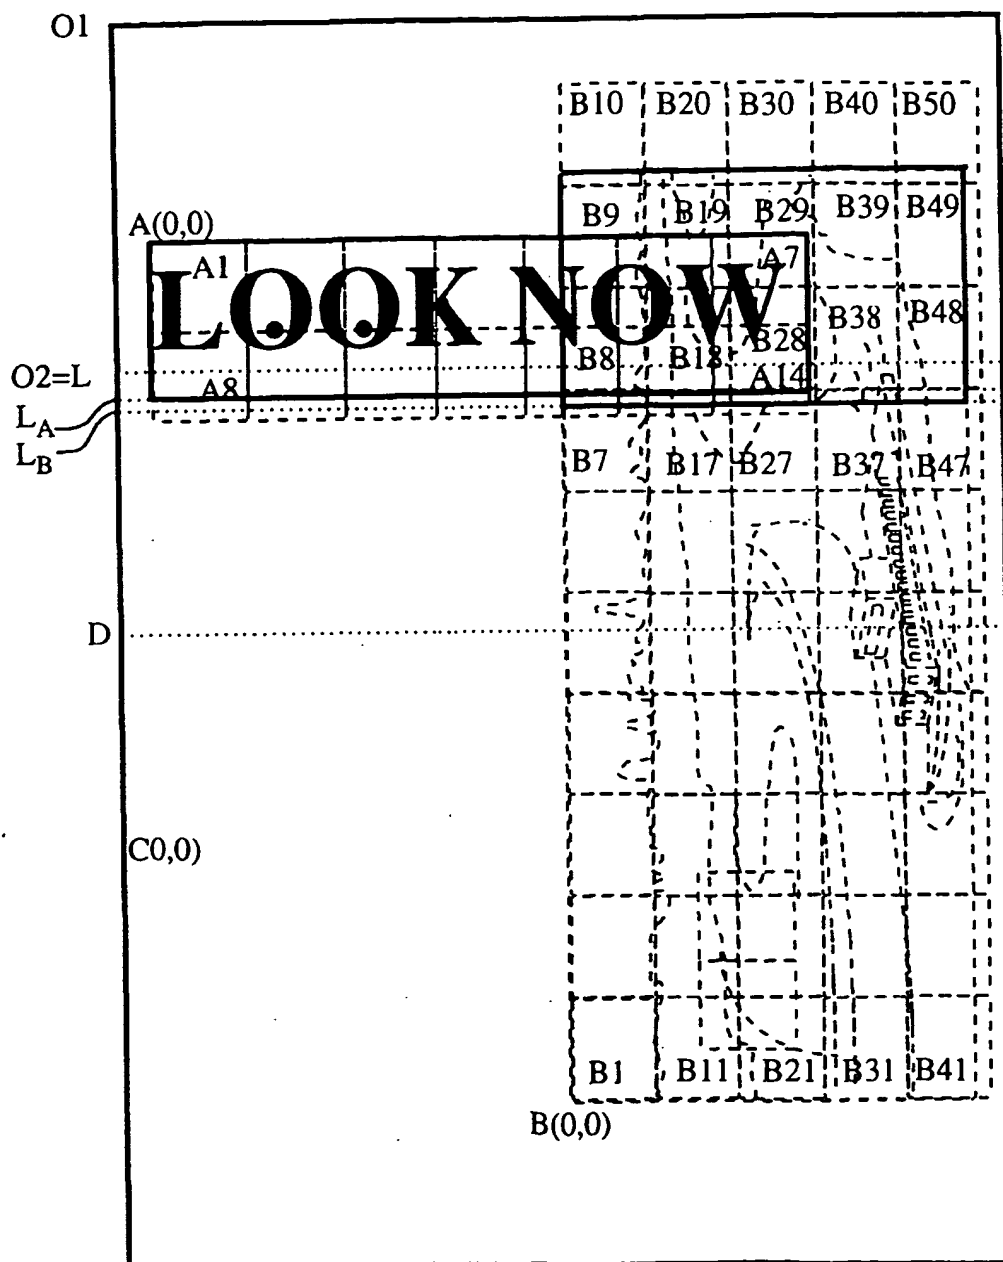 O1
B10 B20 B30 B40 B50
B9 B19 B29 B39 B49
A(0,0)
A1 A7
LOOK NOW
B38 B48
B8 B18 B28
O2=L A8 A14
LA
LB
B7 B17 B27 B37 B47
D
C0,0)
B1 B11 B21 B31 B41
B(0,0)